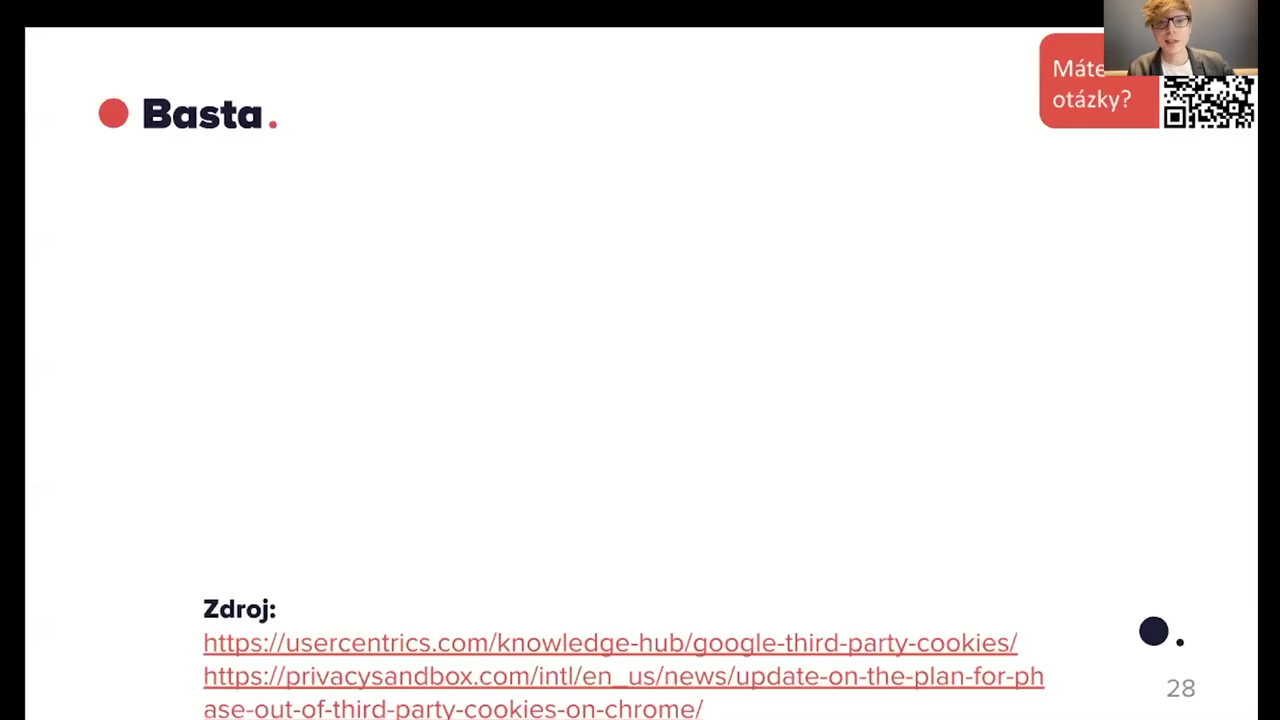 Máte
otázky?
Basta.
Zdroj:
https://usercentrics.com/knowledge-hub/google-third-party-cookies/
https://privacysandbox.com/intl/en_us/news/update-on-the-plan-for-ph
ase-out-of-third-party-cookies-on-chrome/
28